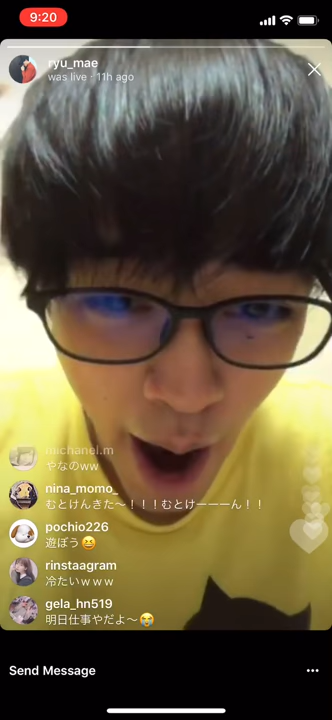 9:20
ryu_mae
was live · 11h ago
michanel.m
やなのww
nina_momo_
むとけんきた〜！！！むとけーーーん！！
pochio226
遊ぼう😆
rinstaagram
冷たいｗｗｗ
gela_hn519
明日仕事やだよ〜😭
Send Message